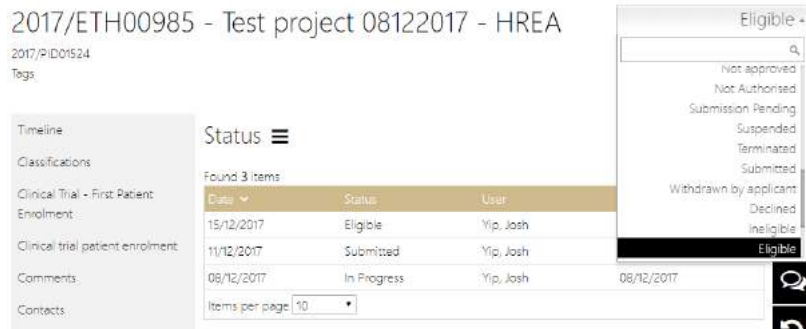 2017/ETH00985 - Test project 08122017 - HREA
2017/PID01524
Tags
Eligible
Not approved
Not Authorised
Submission Pending
Suspended
Terminated
Submitted
Withdrawn by applicant
Declined
Ineligible
Eligible
Timeline
Classifications
Clinical Trial - First Patient
Enrolment
Clinical trial patient enrolment
Comments
Contacts
Status
Found 3 items
Date Status User
15/12/2017 Eligible Yip, Josh
11/12/2017 Submitted Yip, Josh
08/12/2017 In Progress Yip, Josh 08/12/2017
Items per page 10